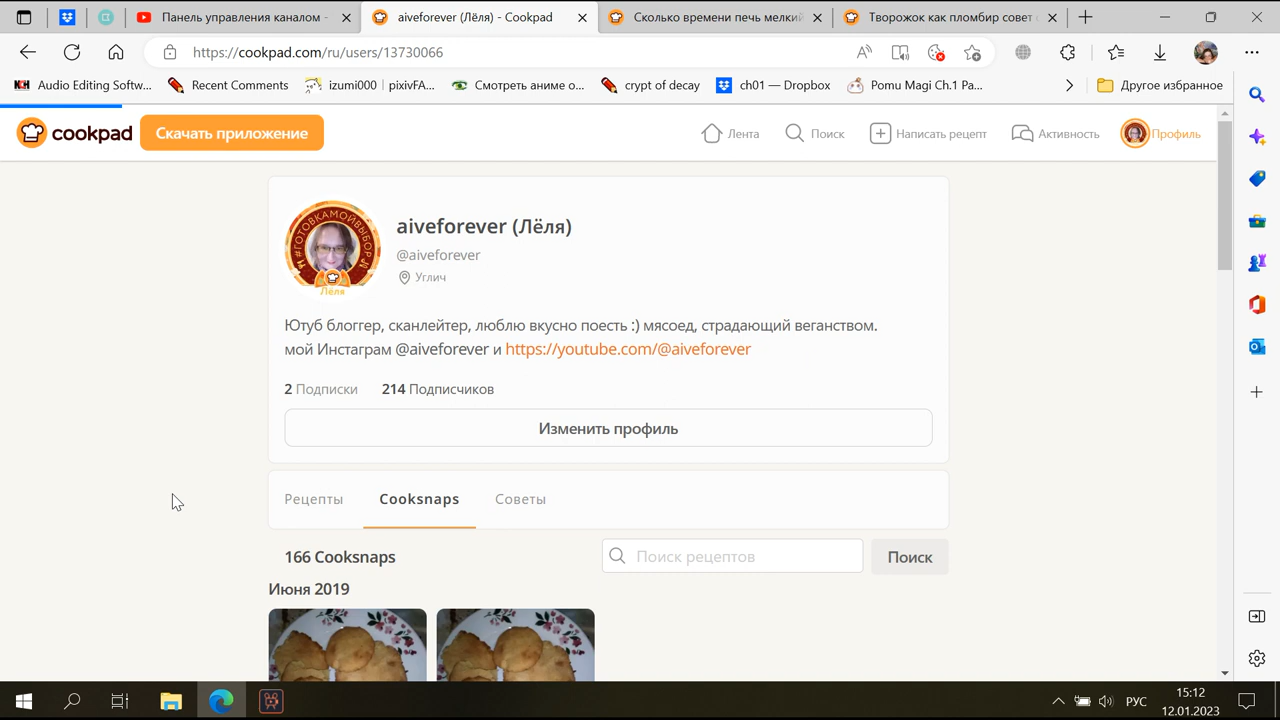 Панель управления каналом -
aiveforever (Лёля) - Cookpad
Сколько времени печь мелкий
Творожок как пломбир совет
https://cookpad.com/ru/users/13730066
Audio Editing Softw...
Recent Comments
izumi000 | pixivFA...
Смотреть аниме о...
crypt of decay
ch01 — Dropbox
Pomu Magi Ch.1 Pa...
Другое избранное
cookpad
Скачать приложение
Лента
Поиск
Написать рецепт
Активность
Профиль
#ГОТОВКАМОЙВЫБОР
Лёля
aiveforever (Лёля)
@aiveforever
Углич
Ютуб блоггер, сканлейтер, люблю вкусно поесть :) мясоед, страдающий веганством.
мой Инстаграм @aiveforever и https://youtube.com/@aiveforever
2 Подписки 214 Подписчиков
Изменить профиль
Рецепты Cooksnaps Советы
166 Cooksnaps
Поиск рецептов
Поиск
Июня 2019
РУС
15:12
12.01.2023